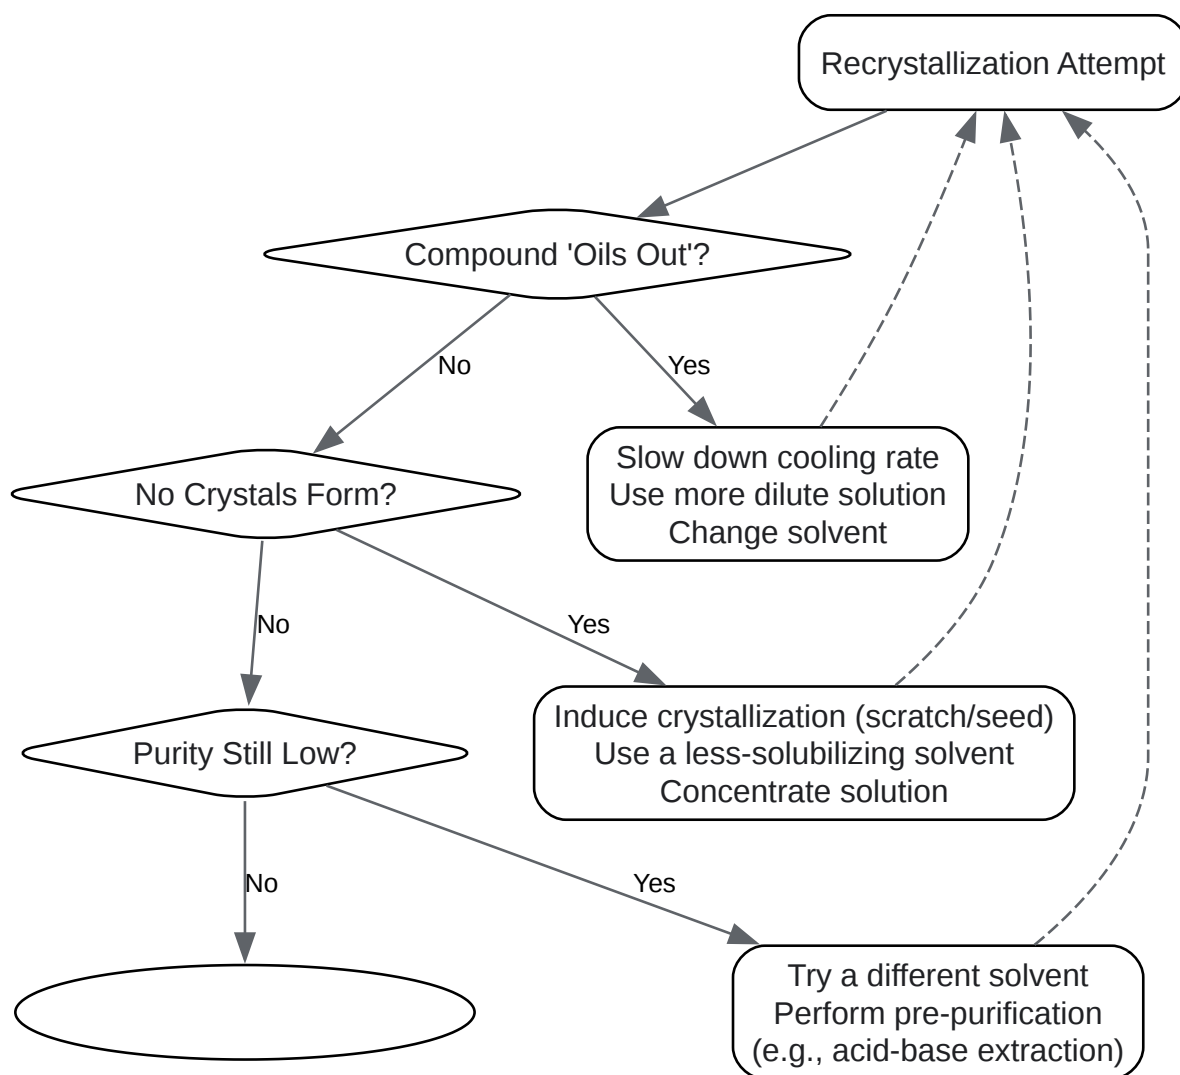 Recrystallization Attempt
Compound 'Oils Out'?
No
Yes
No Crystals Form?
Slow down cooling rate
Use more dilute solution
Change solvent
No
Yes
Purity Still Low?
Induce crystallization (scratch/seed)
Use a less-solubilizing solvent
Concentrate solution
No
Yes
Try a different solvent
Perform pre-purification
(e.g., acid-base extraction)